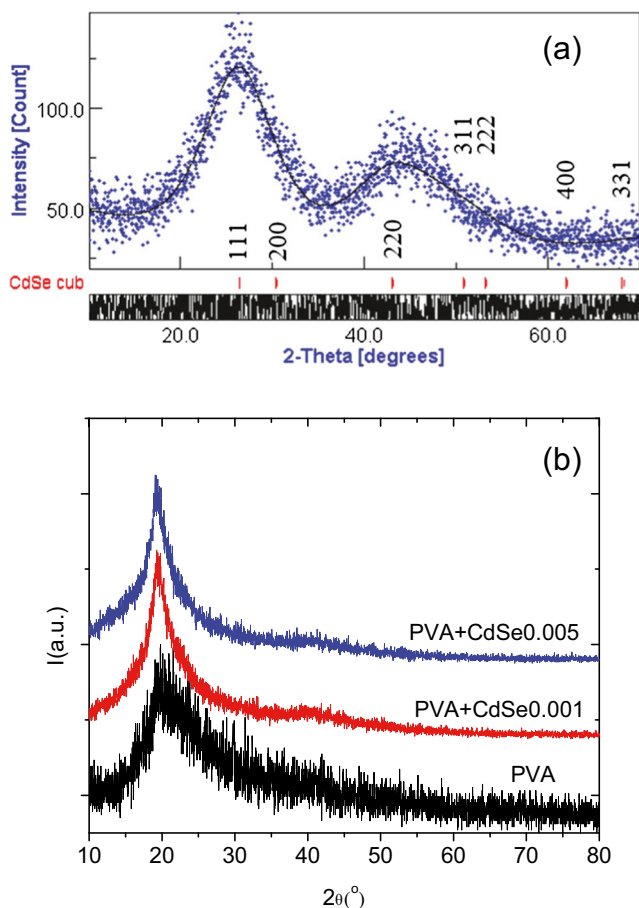 (a)
Intensity [Count]
100.0
50.0
111
200
220
311
222
400
331
CdSe cub
20.0 40.0 60.0
2-Theta [degrees]
(b)
I(a.u.)
PVA+CdSe0.005
PVA+CdSe0.001
PVA
10 20 30 40 50 60 70 80
2θ(°)